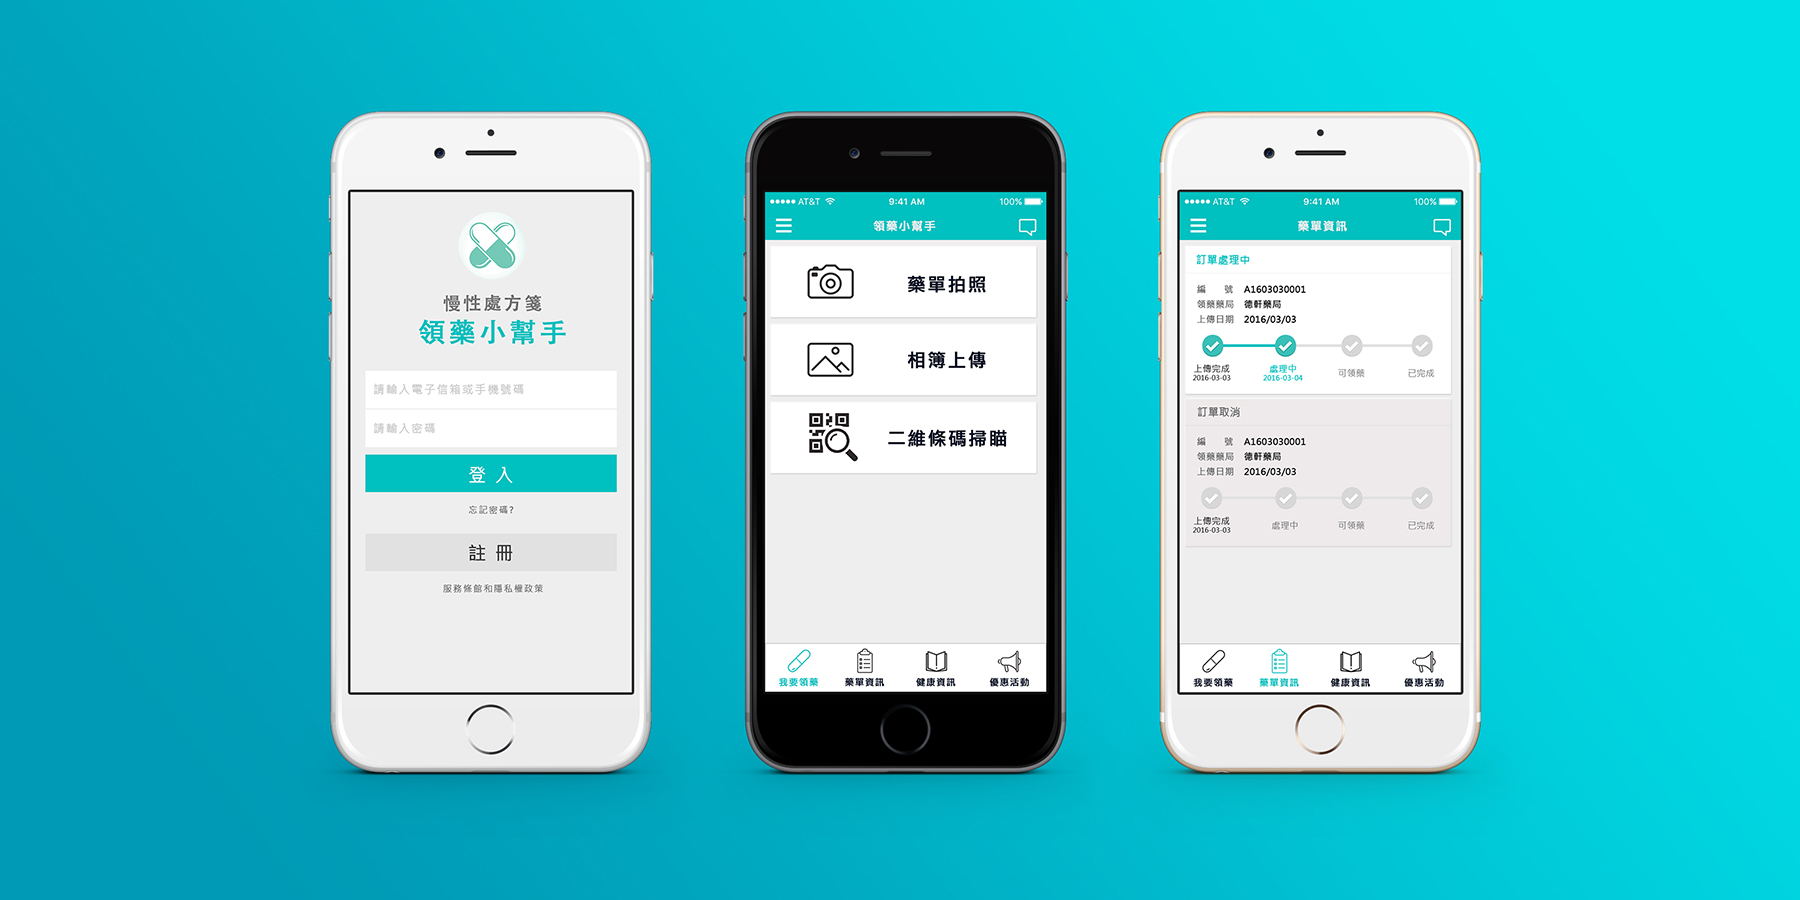 慢性處方箋
領藥小幫手
請輸入電子信箱或手機號碼
請輸入密碼
登入
忘記密碼?
註冊
服務條館和隱私權政策
AT&T 9:41 AM 100%
領藥小幫手
藥單拍照
相簿上傳
二維條碼掃瞄
我要領藥 藥單資訊 健康資訊 優惠活動
AT&T 9:41 AM 100%
藥單資訊
訂單處理中
編 號 A1603030001
領藥藥局 德軒藥局
上傳日期 2016/03/03
上傳完成 處理中 可領藥 已完成
2016-03-03 2016-03-04
訂單取消
編 號 A1603030001
領藥藥局 德軒藥局
上傳日期 2016/03/03
上傳完成 處理中 可領藥 已完成
2016-03-03
我要領藥 藥單資訊 健康資訊 優惠活動